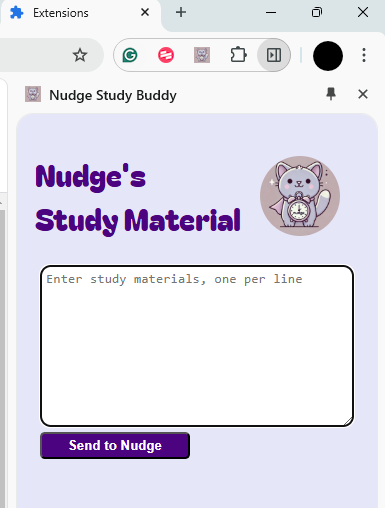 Extensions
Nudge Study Buddy
Nudge's
Study Material
Enter study materials, one per line
Send to Nudge